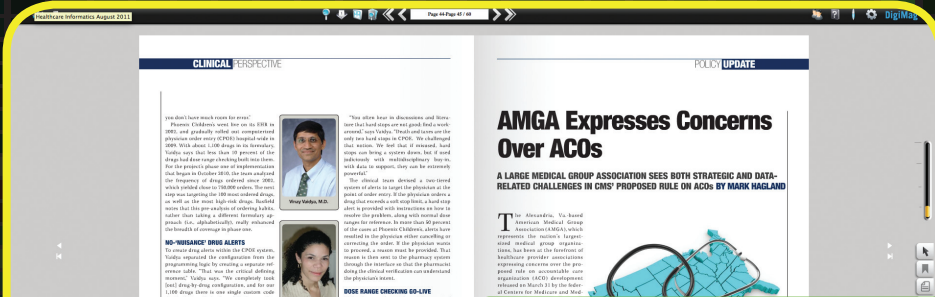 Healthcare Informatics August 2011
Page 44-Page 45 / 60
DigiMag
CLINICAL PERSPECTIVE
you don't have much room for error."
Phoenix Children's went live on its EHR in
2002, and gradually rolled out computerized
physician order entry (CPOE) hospital wide in
2005. With about 1,100 drugs in its formulary,
Vaidya says that less than 10 percent of the
drugs had dose range checking built into them.
For the project's phase one of implementation
that began in October 2010, the team analyzed
the frequency of drugs ordered since 2002,
which yielded close to 750,000 orders. The next
step was targeting the 100 most ordered drugs,
as well as the most high-risk drugs. Busfield
notes that this pre-analysis of ordering habits,
rather than taking a different formulary ap-
proach (i.e., alphabetically), really enhanced
the breadth of coverage in phase one.
NO-'NUISANCE' DRUG ALERTS
To create drug alerts within the CPOE system,
Vaidya separated the configuration from the
programming logic by creating a separate ref-
erence table. "That was the critical defining
moment," Vaidya says. "We completely took
[out] drug-by-drug configuration, and for our
1,100 drugs there is one single custom code
Vinay Vaidya, M.D.
"You often hear in discussions and litera-
ture that hard stops are not good; find a work-
around," says Vaidya. "Death and taxes are the
only two hard stops in CPOE. We challenged
that notion. We feel that if misused, hard
stops can bring a system down, but if used
judiciously with multidisciplinary buy-in,
with data to support, they can be extremely
powerful."
The clinical team devised a two-tiered
system of alerts to target the physician at the
point of order entry. If the physician orders a
drug that exceeds a soft stop limit, a hard stop
alert is provided with instructions on how to
resolve the problem, along with normal dose
ranges for reference. In more than 50 percent
of the cases at Phoenix Children's, alerts have
resulted in the physician either cancelling or
correcting the order. If the physician wants
to proceed, a reason must be provided. That
reason is then sent to the pharmacy system
through the interface so that the pharmacist
doing the clinical verification can understand
the physician's intent.
DOSE RANGE CHECKING GO-LIVE
POLICY UPDATE
AMGA Expresses Concerns
Over ACOs
A LARGE MEDICAL GROUP ASSOCIATION SEES BOTH STRATEGIC AND DATA-
RELATED CHALLENGES IN CMS' PROPOSED RULE ON ACOs BY MARK HAGLAND
The Alexandria, Va.-based
American Medical Group
Association (AMGA), which
represents the nation's largest-
sized medical group organiza-
tions, has been at the forefront of
healthcare provider associations
expressing concerns over the pro-
posed rule on accountable care
organization (ACO) development
released on March 31 by the feder-
al Centers for Medicare and Med-